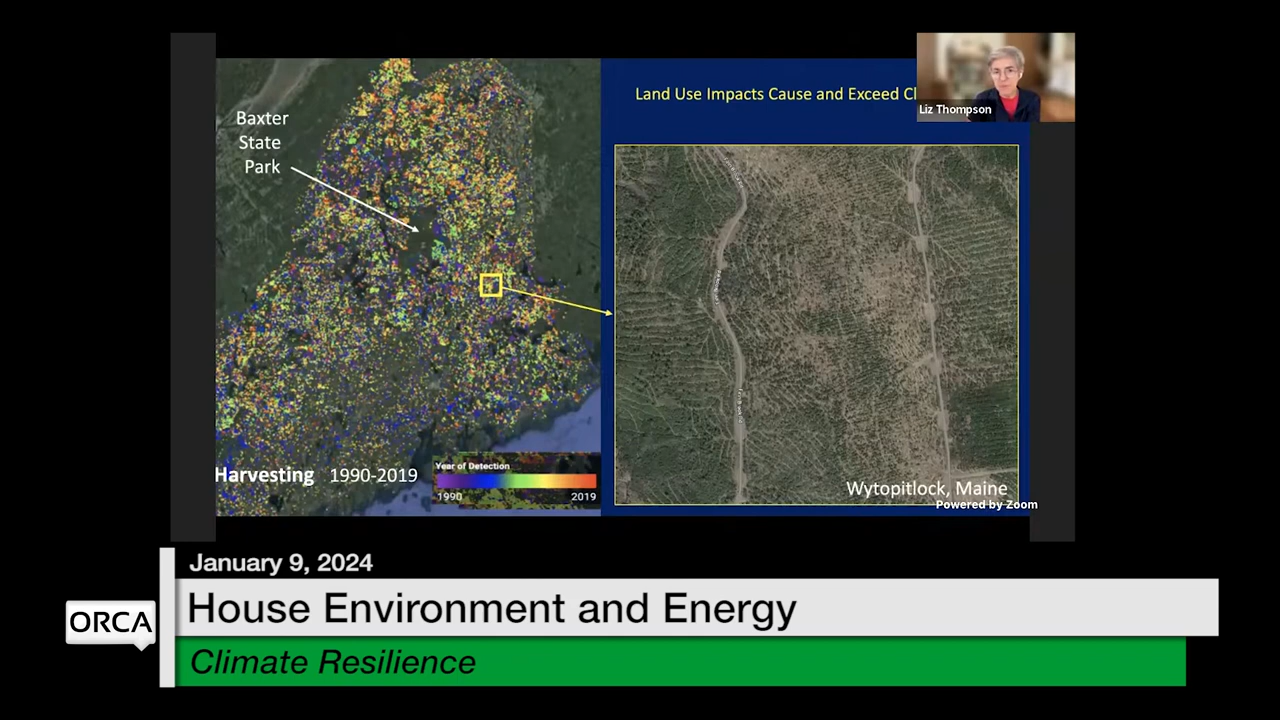 Land Use Impacts Cause and Exceed Cl
Liz Thompson
Baxter
State
Park
Harvesting 1990-2019
Year of Detection
1990 2019
Wytopitlock, Maine
Powered by Zoom
January 9, 2024
House Environment and Energy
ORCA
Climate Resilience